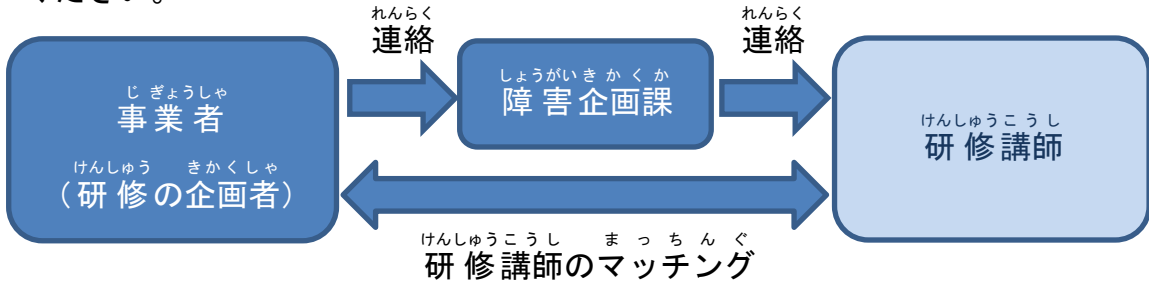 ください。
れんらく
連絡
れんらく
連絡
じぎょうしゃ
事業者
けんしゅう きかくしゃ
（研修の企画者）
しょうがいきかくか
障害企画課
けんしゅうこうし
研修講師
けんしゅうこうし まっちんぐ
研修講師のマッチング